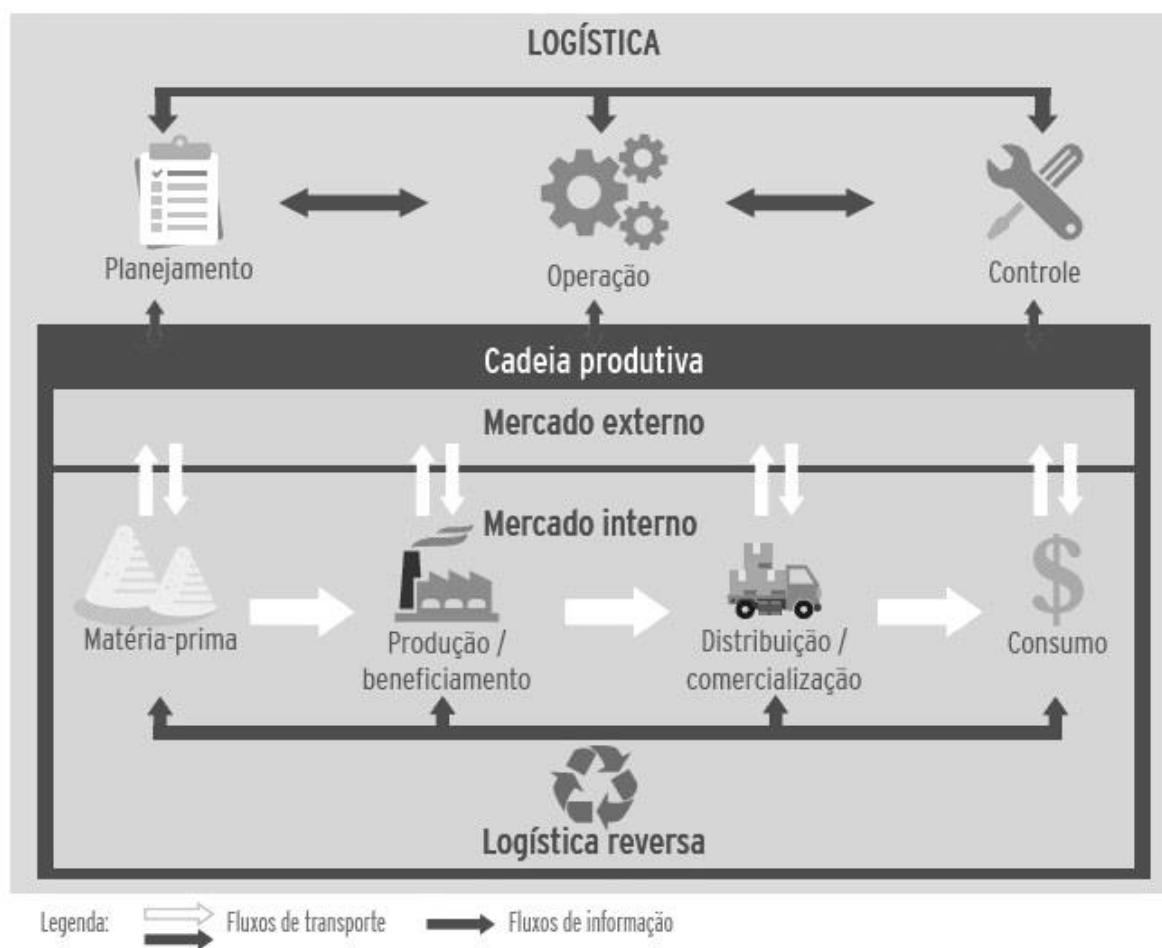 LOGÍSTICA
Planejamento
Operação
Controle
Cadeia produtiva
Mercado externo
Mercado interno
Matéria-prima
Produção /
beneficiamento
Distribuição /
comercialização
$
Consumo
Logística reversa
Legenda: Fluxos de transporte Fluxos de informação